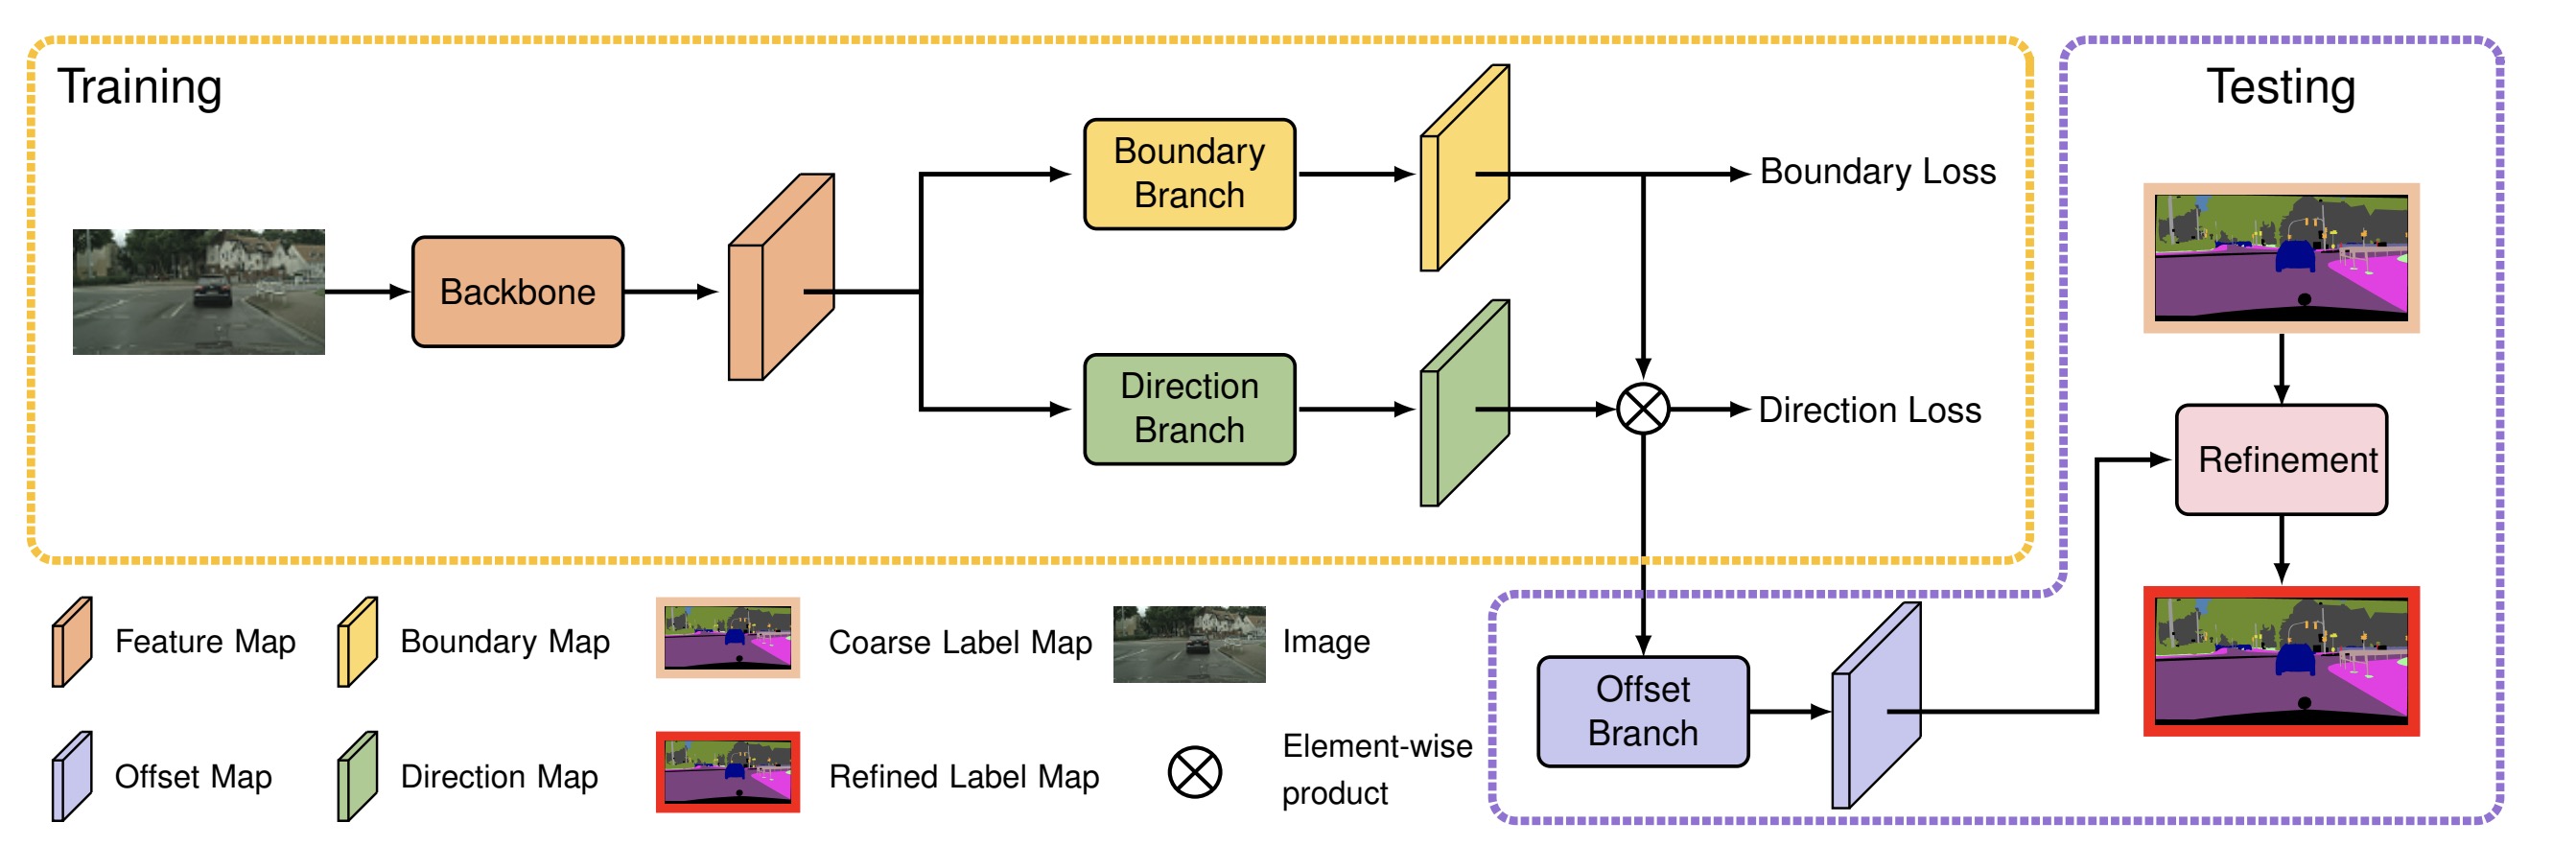 Training
Testing
Boundary
Branch
Boundary Loss
Backbone
Direction
Branch
Direction Loss
Refinement
Feature Map
Boundary Map
Coarse Label Map
Image
Offset
Branch
Offset Map
Direction Map
Refined Label Map
Element-wise
product